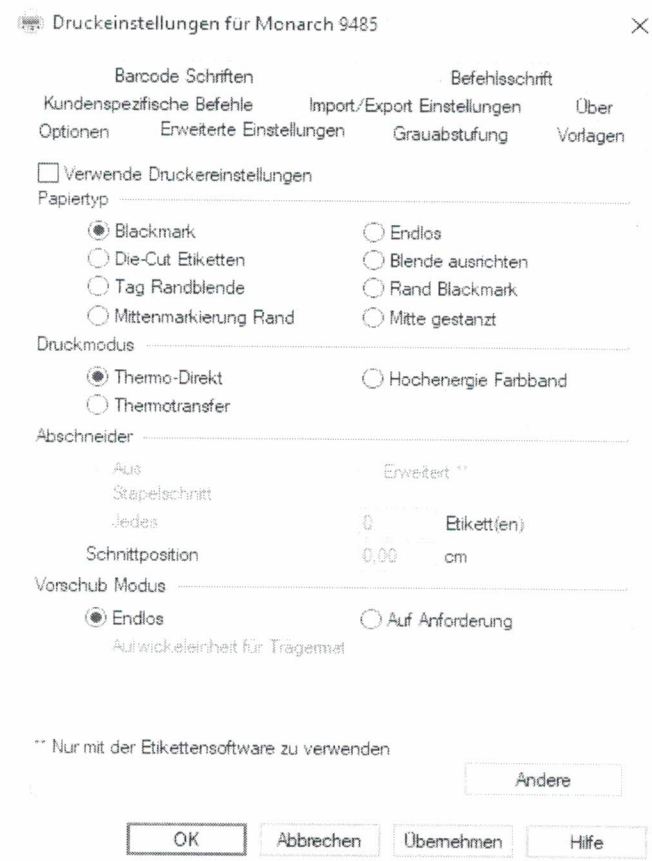 Druckeinstellungen für Monarch 9485
Barcode Schriften Befehlsschrift
Kundenspezifische Befehle Import/Export Einstellungen Über
Optionen Erweiterte Einstellungen Grauabstufung Vorlagen
Verwende Druckereinstellungen
Papiertyp
Blackmark Endlos
Die-Cut Etiketten Blende ausrichten
Tag Randblende Rand Blackmark
Mittenmarkierung Rand Mitte gestanzt
Druckmodus
Thermo-Direkt Hochenergie Farbband
Thermotransfer
Abschneider
Aus Erweitert **
Stapelschnitt
Jedes 0 Etikett(en)
Schnittposition 0,00 cm
Vorschub Modus
Endlos Auf Anforderung
Aufwickeleinheit für Trägermat
** Nur mit der Etikettensoftware zu verwenden
Andere
OK Abbrechen Übernehmen Hilfe